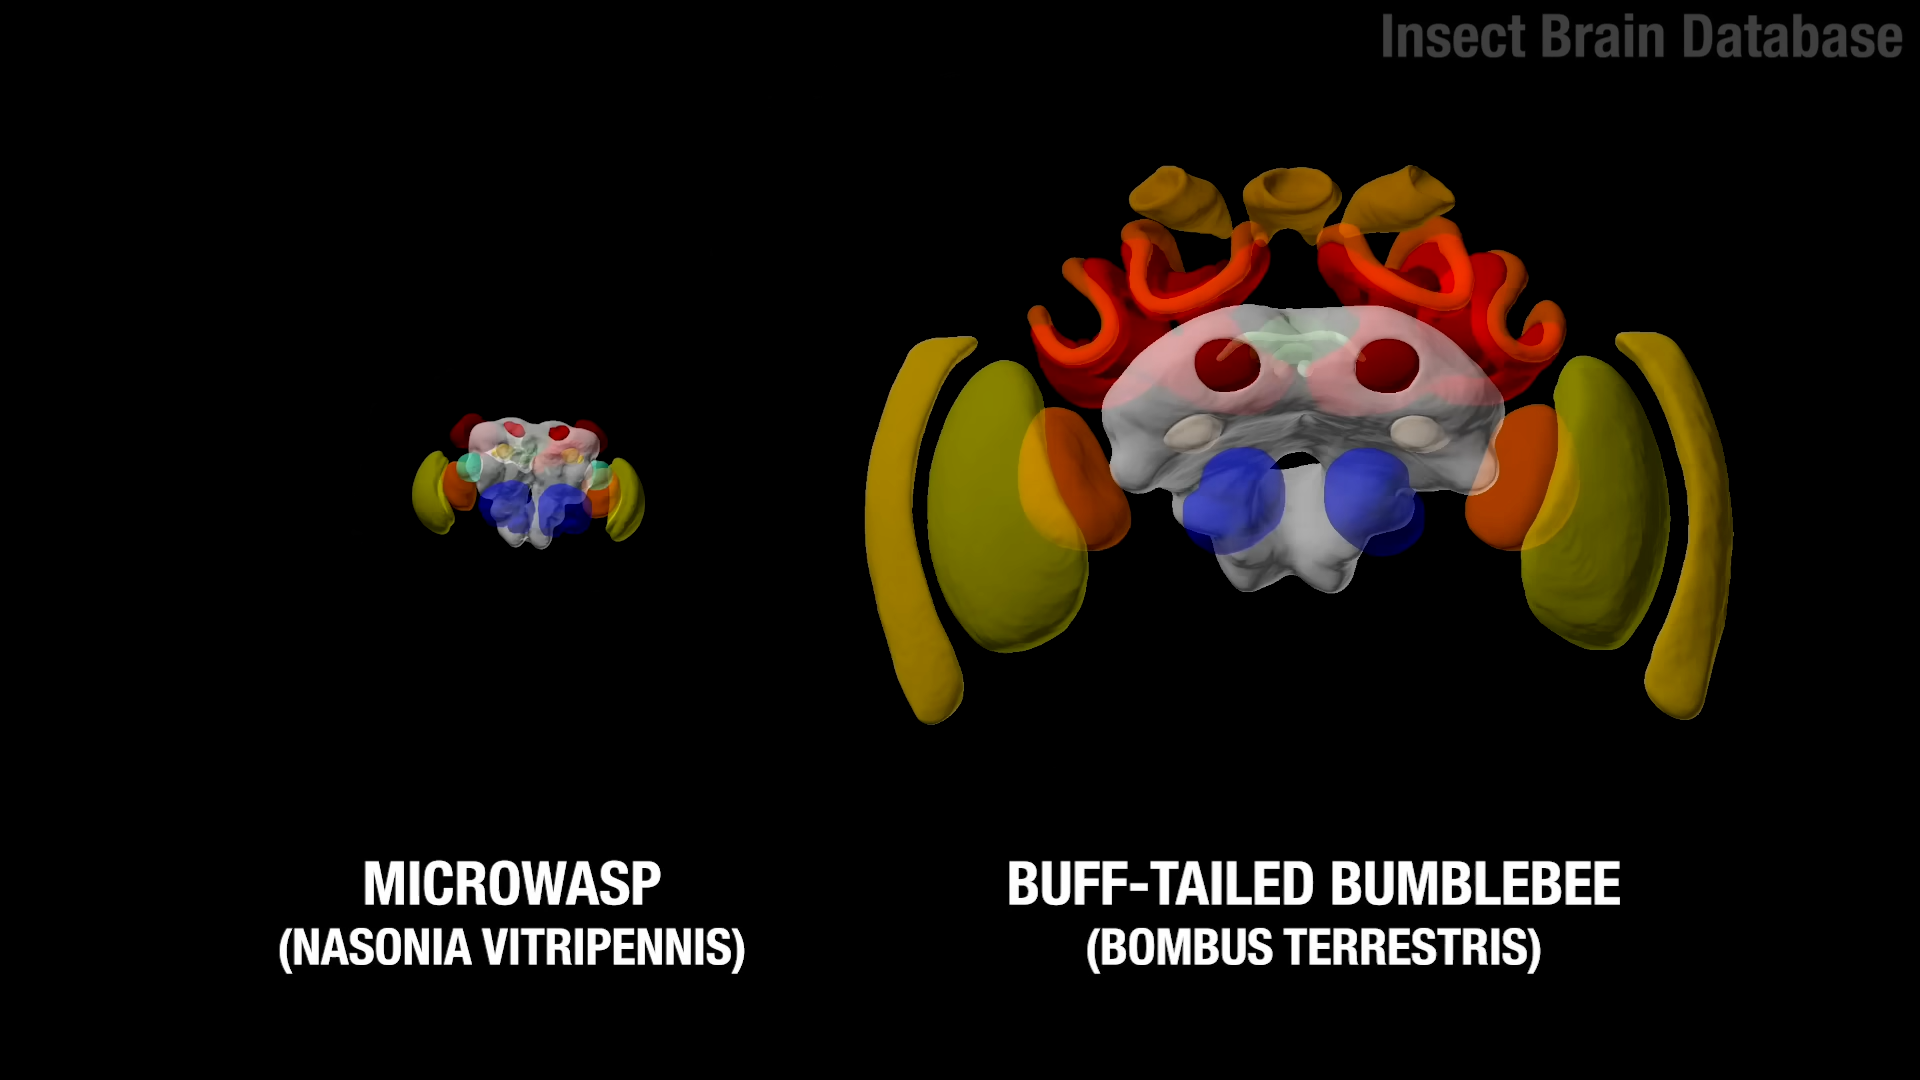 Insect Brain Database
MICROWASP
(NASONIA VITRIPENNIS)
BUFF-TAILED BUMBLEBEE
(BOMBUS TERRESTRIS)